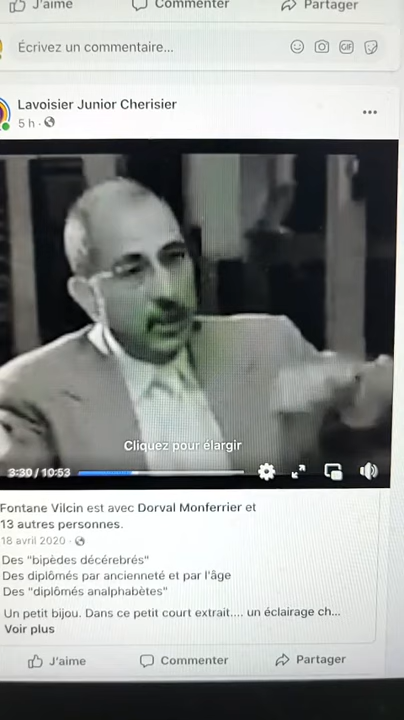 J'aime
Commenter
Partager
Écrivez un commentaire...
GIF
Lavoisier Junior Cherisier
5 h ·
Cliquez pour élargir
3:30 / 10:53
Fontane Vilcin est avec Dorval Monferrier et
13 autres personnes.
18 avril 2020 ·
Des "bipèdes décérebrés"
Des diplômés par ancienneté et par l'âge
Des "diplômés analphabètes"
Un petit bijou. Dans ce petit court extrait.... un éclairage ch...
Voir plus
J'aime
Commenter
Partager